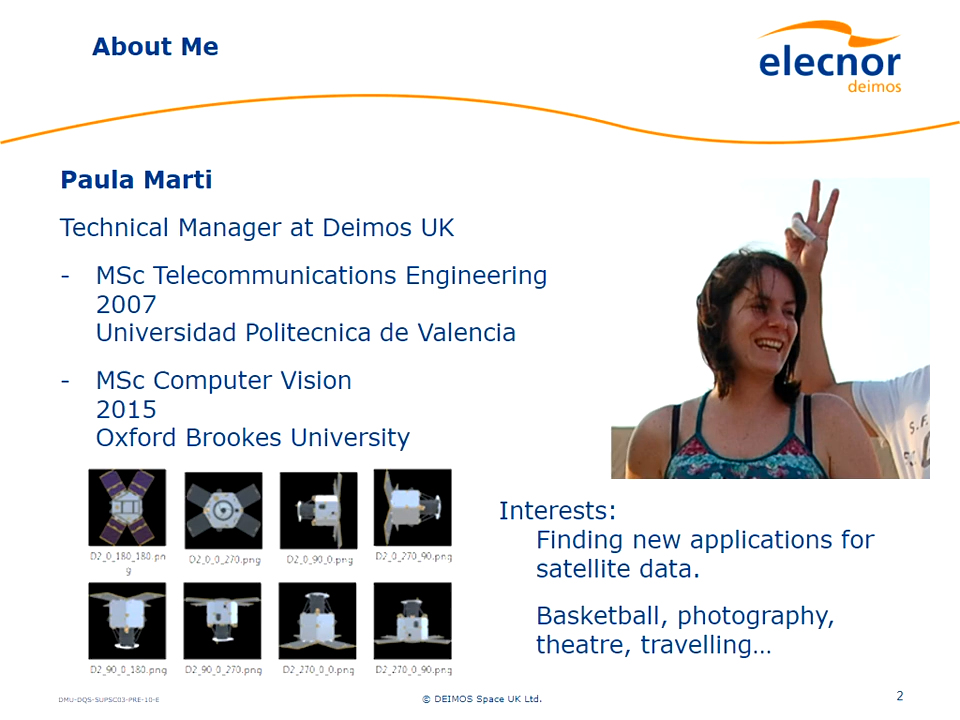 About Me
elecnor
deimos
Paula Marti
Technical Manager at Deimos UK
- MSc Telecommunications Engineering
2007
Universidad Politecnica de Valencia
- MSc Computer Vision
2015
Oxford Brookes University
S.F.
D2_0_180_180.pn
g
D2_0_0_270.png
D2_0_90_0.png
D2_0_270_90.png
D2_90_0_180.png
D2_90_0_270.png
D2_270_0_0.png
D2_270_0_90.png
Interests:
Finding new applications for
satellite data.
Basketball, photography,
theatre, travelling…
DMU-DQS-SUPSC03-PRE-10-E
© DEIMOS Space UK Ltd.
2